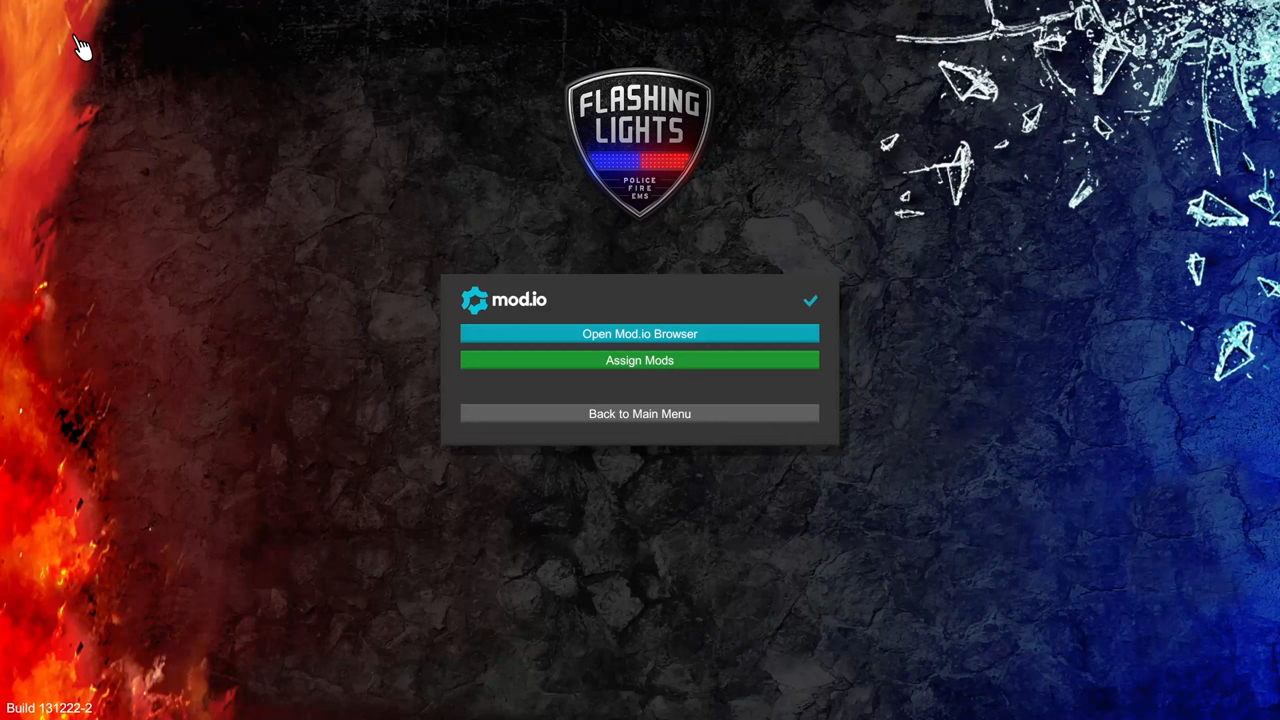 FLASHING
LIGHTS
POLICE
FIRE
EMS
mod.io
Open Mod.io Browser
Assign Mods
Back to Main Menu
Build 131222-2